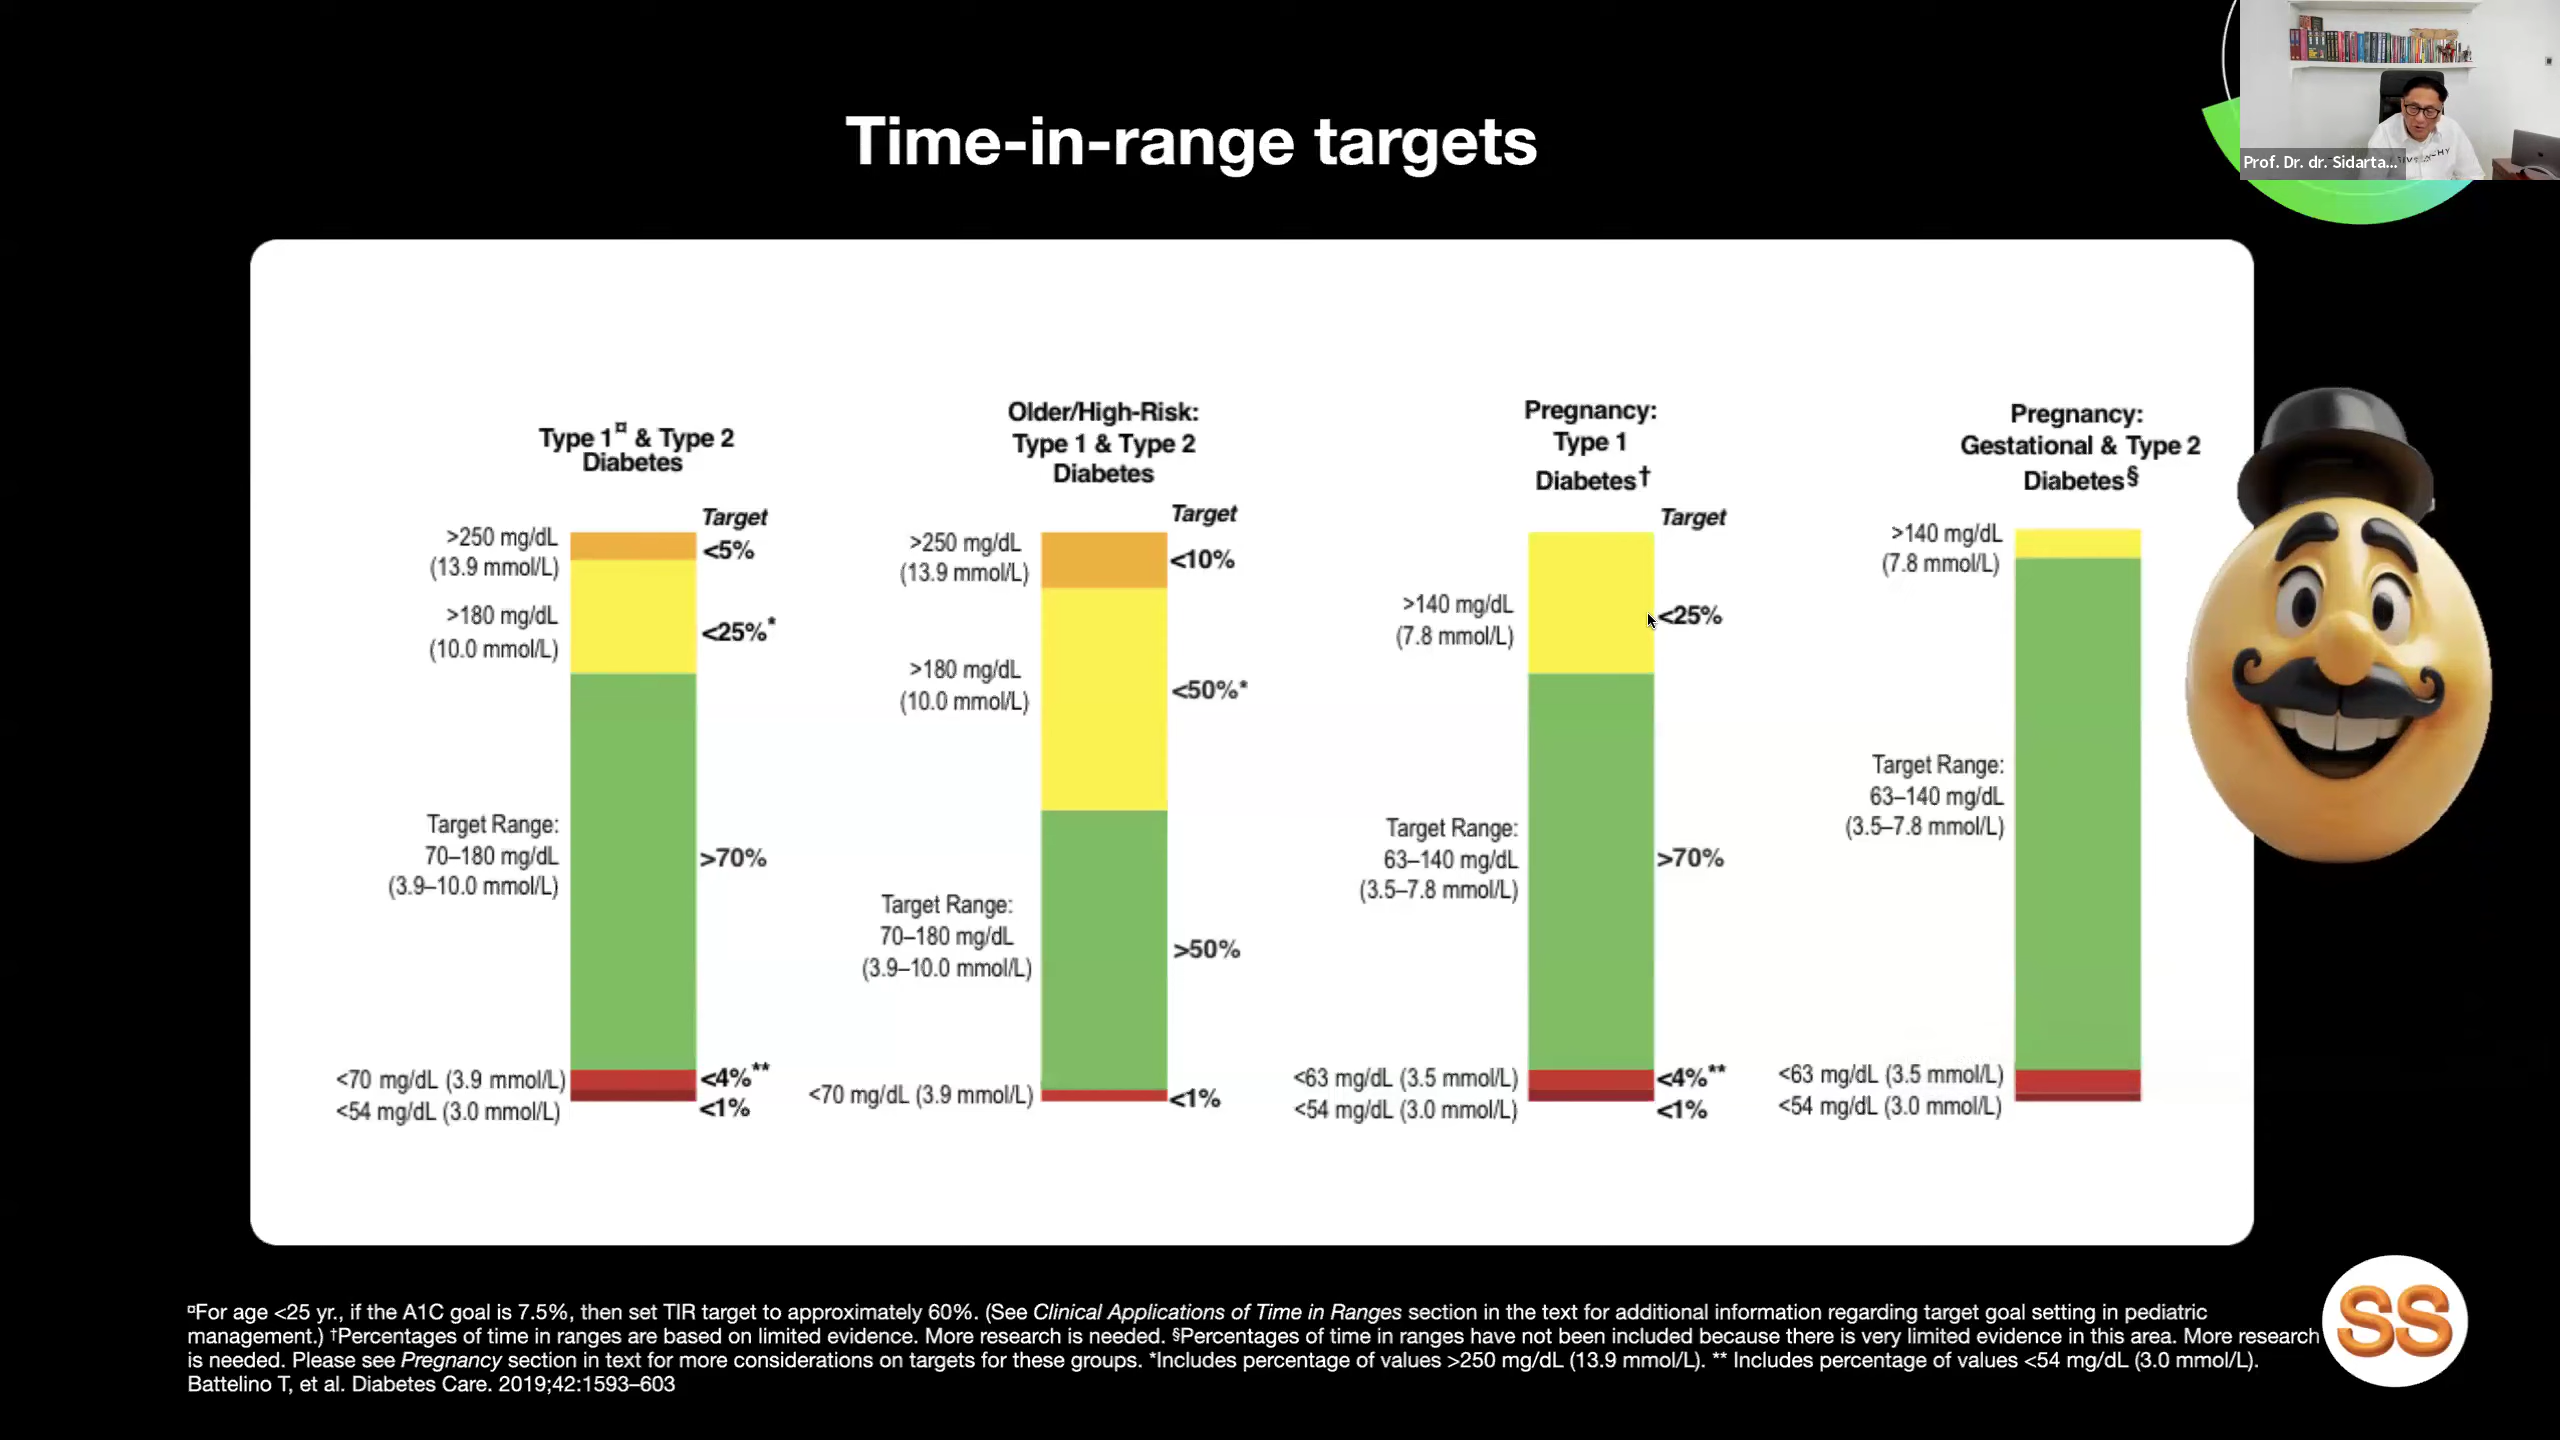 Prof. Dr. dr. Sidarta...
Time-in-range targets
Type 1¤ & Type 2
Diabetes
Target
>250 mg/dL
(13.9 mmol/L)
<5%
>180 mg/dL
(10.0 mmol/L)
<25%*
Target Range:
70–180 mg/dL
(3.9–10.0 mmol/L)
>70%
<70 mg/dL (3.9 mmol/L)
<4%**
<54 mg/dL (3.0 mmol/L)
<1%
Older/High-Risk:
Type 1 & Type 2
Diabetes
Target
>250 mg/dL
(13.9 mmol/L)
<10%
>180 mg/dL
(10.0 mmol/L)
<50%*
Target Range:
70–180 mg/dL
(3.9–10.0 mmol/L)
>50%
<70 mg/dL (3.9 mmol/L)
<1%
Pregnancy:
Type 1
Diabetes†
Target
>140 mg/dL
(7.8 mmol/L)
<25%
Target Range:
63–140 mg/dL
(3.5–7.8 mmol/L)
>70%
<63 mg/dL (3.5 mmol/L)
<4%**
<54 mg/dL (3.0 mmol/L)
<1%
Pregnancy:
Gestational & Type 2
Diabetes§
>140 mg/dL
(7.8 mmol/L)
Target Range:
63–140 mg/dL
(3.5–7.8 mmol/L)
<63 mg/dL (3.5 mmol/L)
<54 mg/dL (3.0 mmol/L)
¤For age <25 yr., if the A1C goal is 7.5%, then set TIR target to approximately 60%. (See Clinical Applications of Time in Ranges section in the text for additional information regarding target goal setting in pediatric
management.) †Percentages of time in ranges are based on limited evidence. More research is needed. §Percentages of time in ranges have not been included because there is very limited evidence in this area. More research
is needed. Please see Pregnancy section in text for more considerations on targets for these groups. *Includes percentage of values >250 mg/dL (13.9 mmol/L). ** Includes percentage of values <54 mg/dL (3.0 mmol/L).
Battelino T, et al. Diabetes Care. 2019;42:1593–603
SS